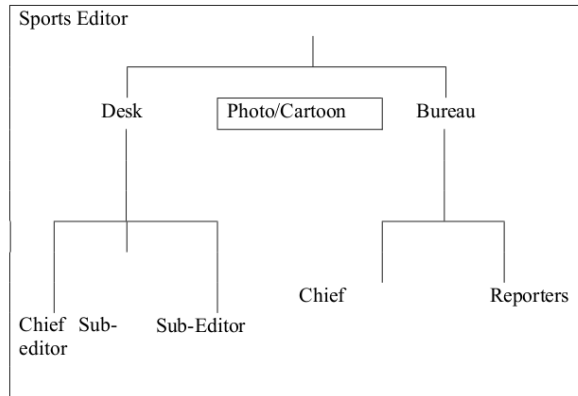 Sports Editor
Desk
Photo/Cartoon
Bureau
Chief
Reporters
Chief Sub-
editor
Sub-Editor